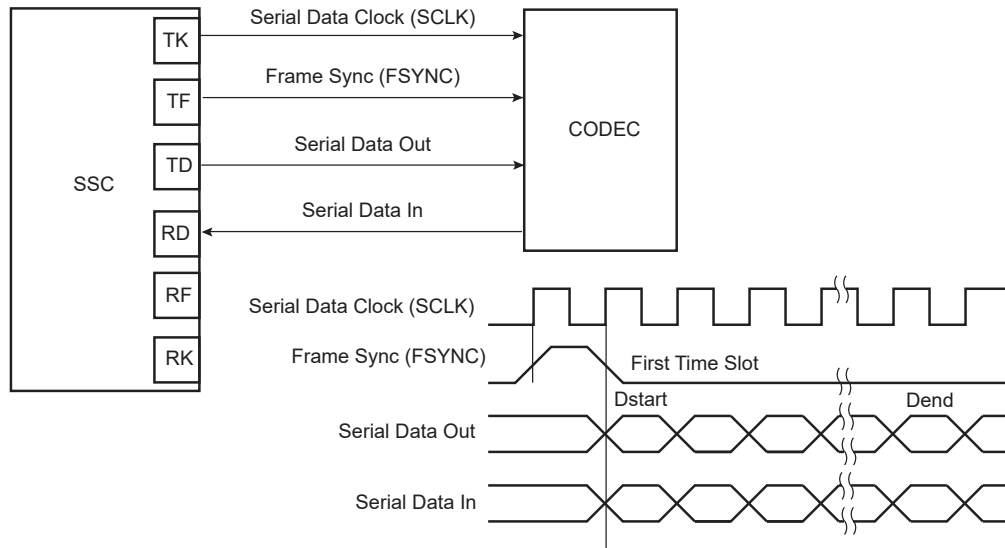 Serial Data Clock (SCLK)
TK
Frame Sync (FSYNC)
TF
CODEC
Serial Data Out
TD
SSC
Serial Data In
RD
RF
Serial Data Clock (SCLK)
RK
Frame Sync (FSYNC)
First Time Slot
Dstart
Dend
Serial Data Out
Serial Data In